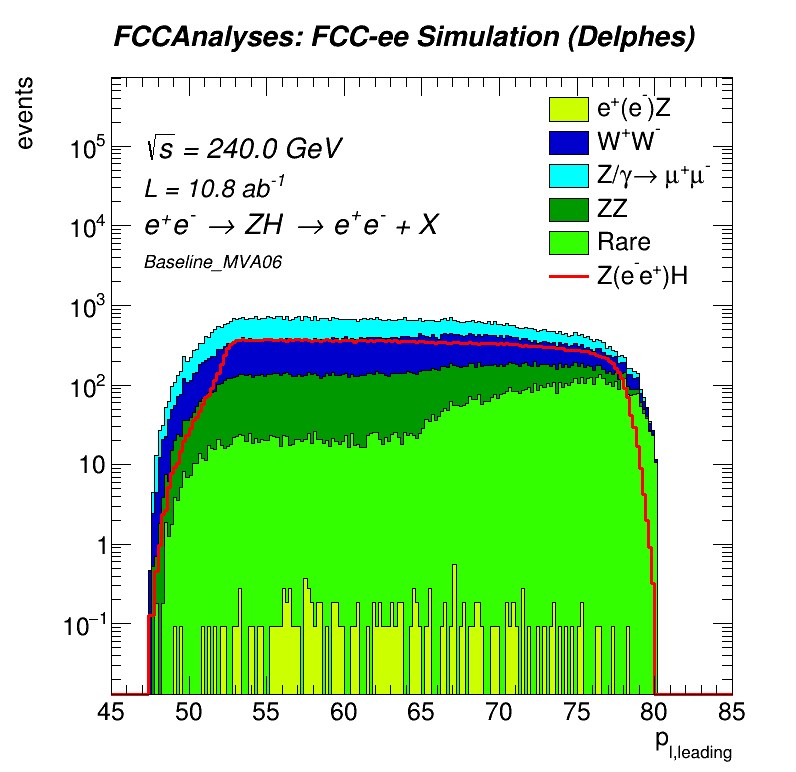 FCCAnalyses: FCC-ee Simulation (Delphes)
events
√s = 240.0 GeV
L = 10.8 ab⁻¹
e⁺e⁻ → ZH → e⁺e⁻ + X
Baseline_MVA06
e⁺(e⁻)Z
W⁺W⁻
Z/γ→ μ⁺μ⁻
ZZ
Rare
Z(e⁻e⁺)H
10⁵
10⁴
10³
10²
10
1
10⁻¹
45 50 55 60 65 70 75 80 85
p_l,leading